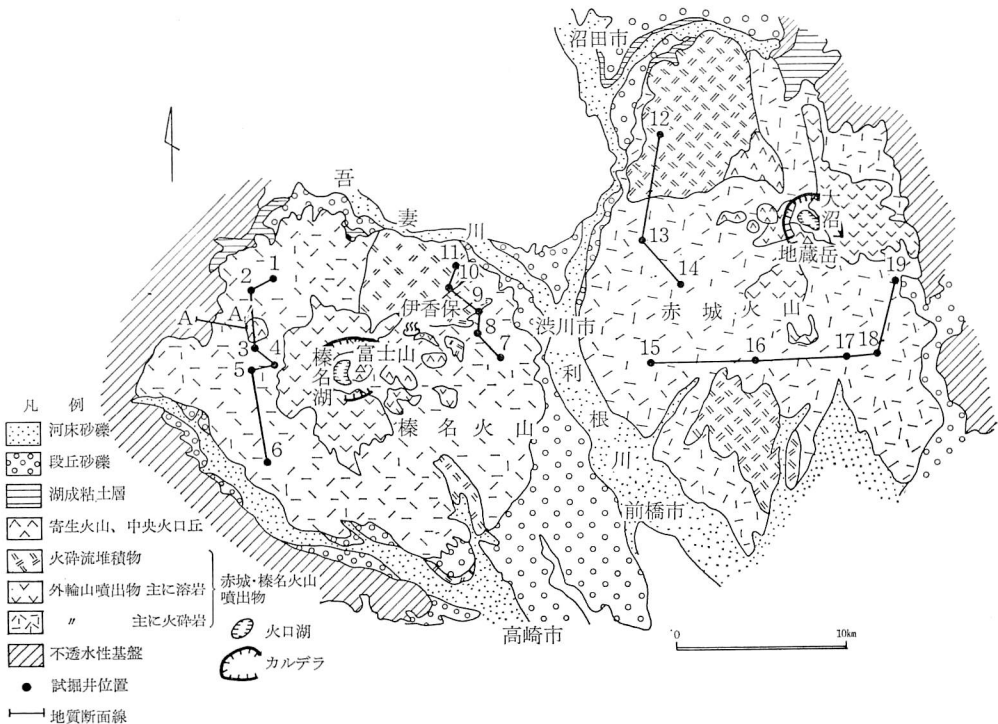 沼田市
12
吾妻川
大沼
13
地蔵岳
14
19
赤城火山
11
10
1
2
伊香保
9
渋川市
8
A
A
3
4
富士山
7
榛名湖
5
15
16
17
18
利根川
榛名火山
6
前橋市
高崎市
凡 例
河床砂礫
段丘砂礫
湖成粘土層
寄生火山、中央火口丘
火砕流堆積物
外輪山噴出物 主に溶岩
〃 主に火砕岩
赤城・榛名火山噴出物
不透水性基盤
試掘井位置
地質断面線
火口湖
カルデラ
0 10km